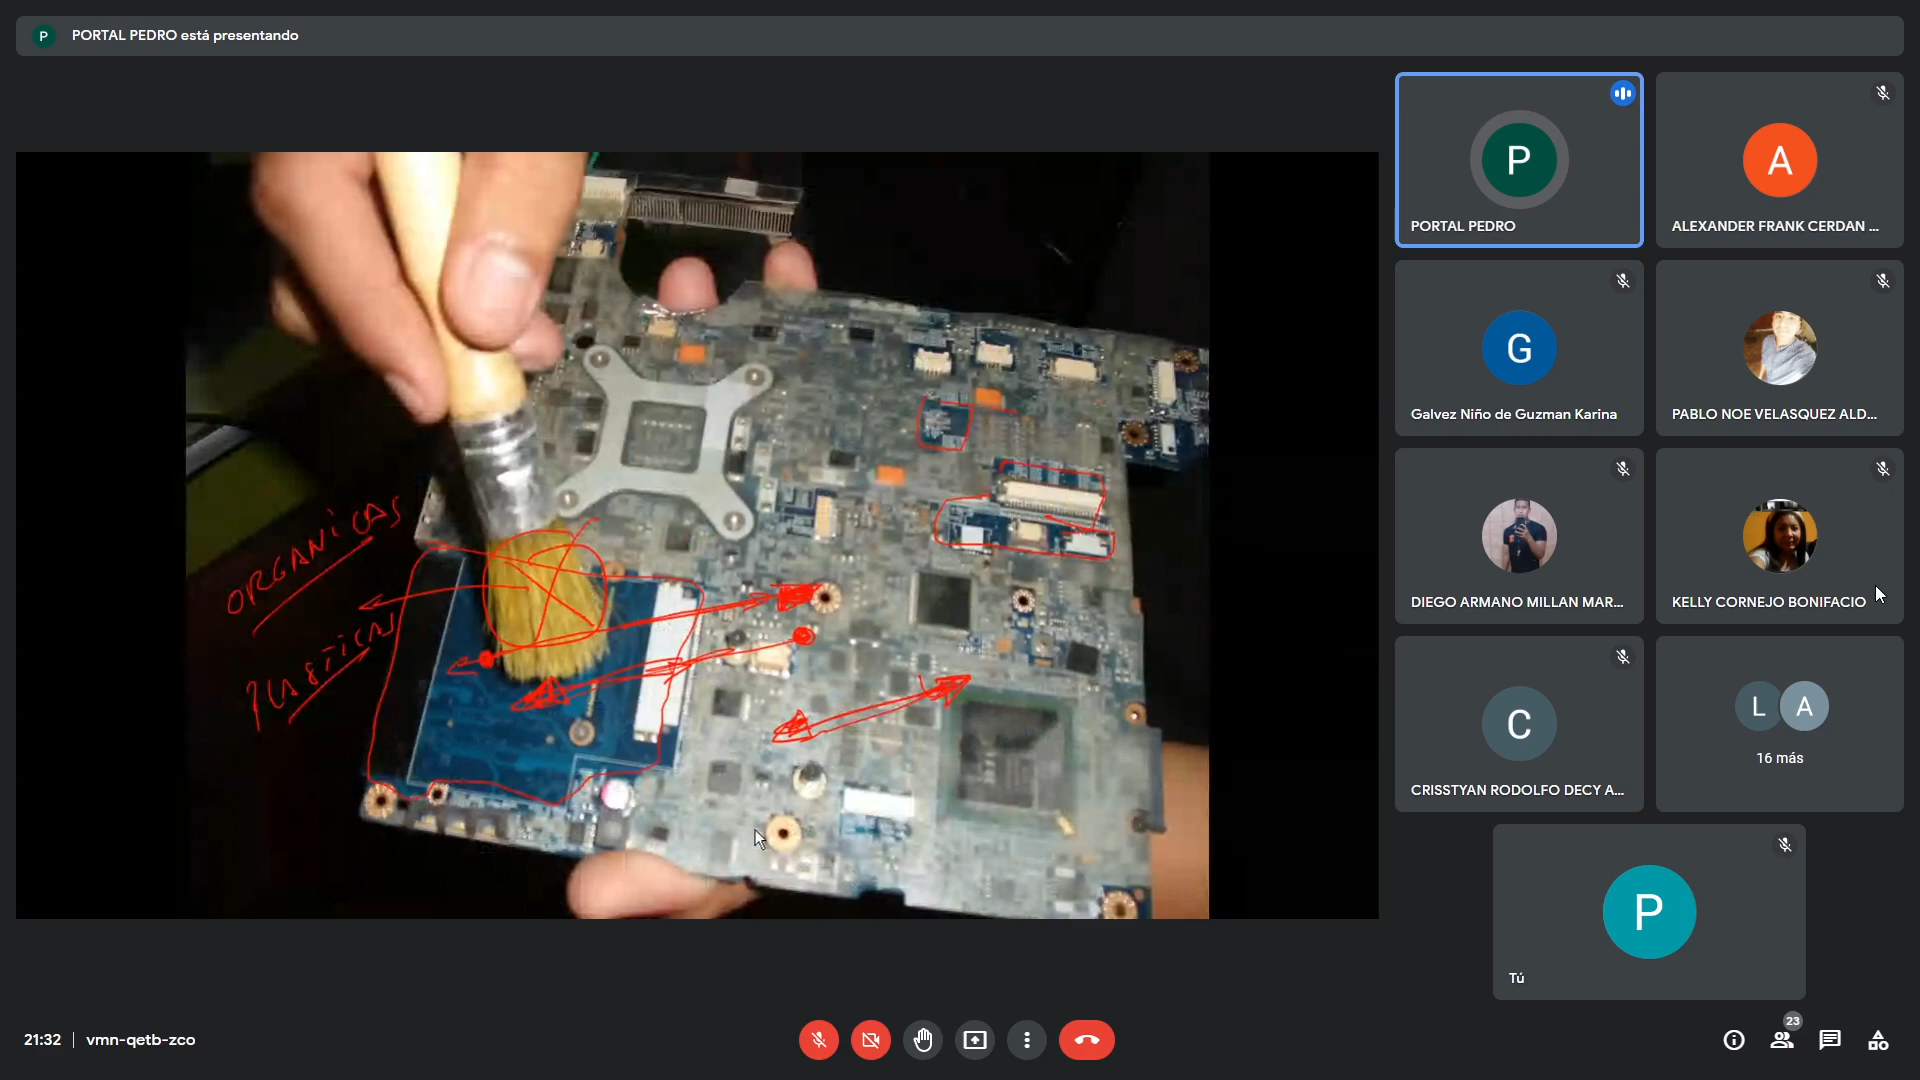 P PORTAL PEDRO está presentando
P
PORTAL PEDRO
A
ALEXANDER FRANK CERDAN ...
G
Galvez Niño de Guzman Karina
PABLO NOE VELASQUEZ ALD...
DIEGO ARMANO MILLAN MAR...
KELLY CORNEJO BONIFACIO
C
CRISSTYAN RODOLFO DECY A...
L A
16 más
P
Tú
ORGANICAS
PLASTICAS
21:32 | vmn-qetb-zco
23